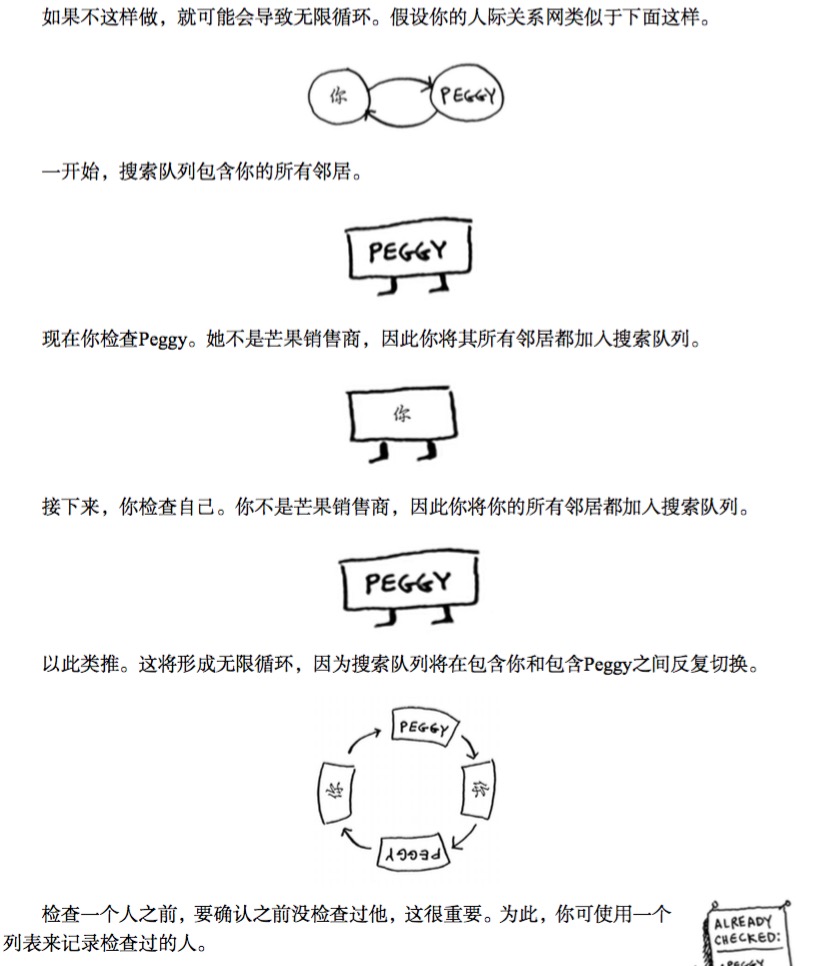 如果不这样做，就可能会导致无限循环。假设你的人际关系网类似于下面这样。
你 PEGGY
一开始，搜索队列包含你的所有邻居。
PEGGY
现在你检查Peggy。她不是芒果销售商，因此你将其所有邻居都加入搜索队列。
你
接下来，你检查自己。你不是芒果销售商，因此你将你的所有邻居都加入搜索队列。
PEGGY
以此类推。这将形成无限循环，因为搜索队列将在包含你和包含Peggy之间反复切换。
PEGGY
你 你
PEGGY
检查一个人之前，要确认之前没检查过他，这很重要。为此，你可使用一个
列表来记录检查过的人。
ALREADY
CHECKED:
PEGGY